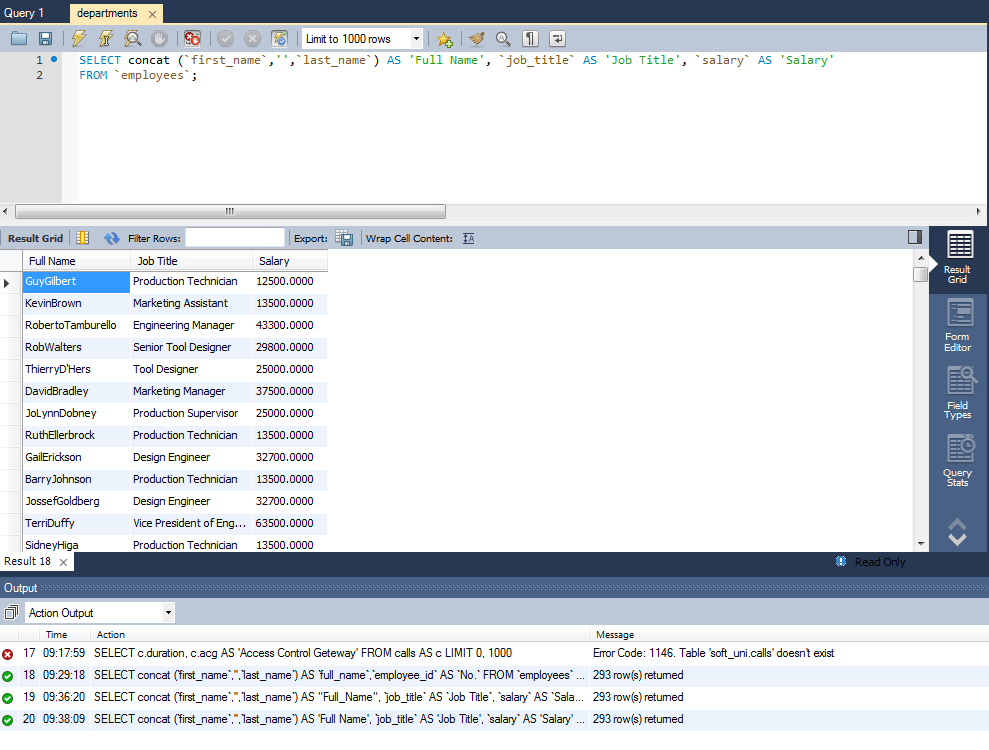 Query 1 departments
Limit to 1000 rows
1 SELECT concat (`first_name`,'',`last_name`) AS 'Full Name', `job_title` AS 'Job Title', `salary` AS 'Salary'
2 FROM `employees`;
Result Grid Filter Rows: Export: Wrap Cell Content:
Full Name Job Title Salary
GuyGilbert Production Technician 12500.0000
KevinBrown Marketing Assistant 13500.0000
RobertoTamburello Engineering Manager 43300.0000
RobWalters Senior Tool Designer 29800.0000
ThierryD'Hers Tool Designer 25000.0000
DavidBradley Marketing Manager 37500.0000
JoLynnDobney Production Supervisor 25000.0000
RuthEllerbrock Production Technician 13500.0000
GailErickson Design Engineer 32700.0000
BarryJohnson Production Technician 13500.0000
JossefGoldberg Design Engineer 32700.0000
TerriDuffy Vice President of Eng... 63500.0000
SidneyHiga Production Technician 13500.0000
Result Grid
Form Editor
Field Types
Query Stats
Result 18 Read Only
Output
Action Output
Time Action Message
17 09:17:59 SELECT c.duration, c.acg AS 'Access Control Geteway' FROM calls AS c LIMIT 0, 1000 Error Code: 1146. Table 'soft_uni.calls' doesn't exist
18 09:29:18 SELECT concat (`first_name`,'',`last_name`) AS `full_name`,`employee_id` AS `No.` FROM `employees` ... 293 row(s) returned
19 09:36:20 SELECT concat (`first_name`,'',`last_name`) AS "Full_Name", `job_title` AS 'Job Title', `salary` AS 'Sala... 293 row(s) returned
20 09:38:09 SELECT concat (`first_name`,'',`last_name`) AS 'Full Name', `job_title` AS 'Job Title', `salary` AS 'Salary' ... 293 row(s) returned